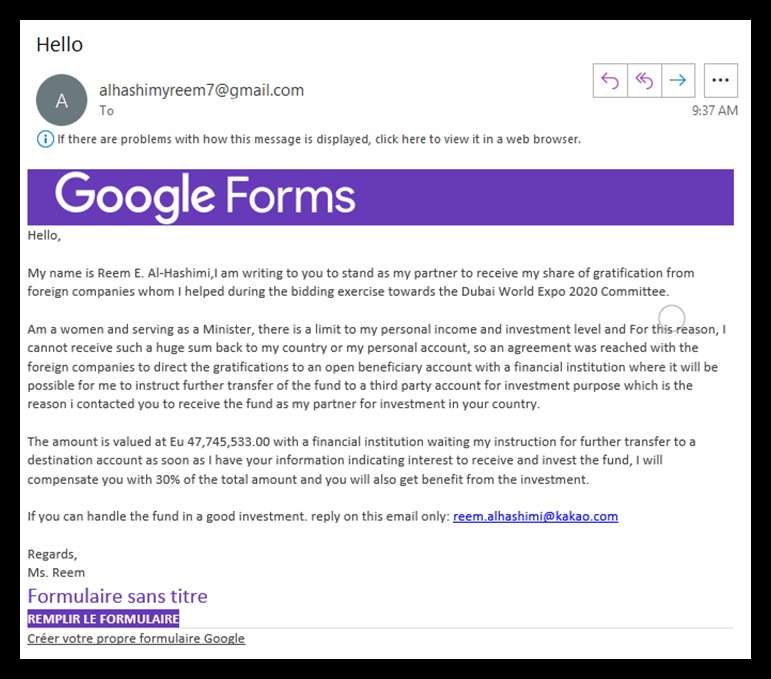 Hello
A
alhashimyreem7@gmail.com
To
9:37 AM
If there are problems with how this message is displayed, click here to view it in a web browser.
Google Forms
Hello,
My name is Reem E. Al-Hashimi,I am writing to you to stand as my partner to receive my share of gratification from
foreign companies whom I helped during the bidding exercise towards the Dubai World Expo 2020 Committee.
Am a women and serving as a Minister, there is a limit to my personal income and investment level and For this reason, I
cannot receive such a huge sum back to my country or my personal account, so an agreement was reached with the
foreign companies to direct the gratifications to an open beneficiary account with a financial institution where it will be
possible for me to instruct further transfer of the fund to a third party account for investment purpose which is the
reason i contacted you to receive the fund as my partner for investment in your country.
The amount is valued at Eu 47,745,533.00 with a financial institution waiting my instruction for further transfer to a
destination account as soon as I have your information indicating interest to receive and invest the fund, I will
compensate you with 30% of the total amount and you will also get benefit from the investment.
If you can handle the fund in a good investment. reply on this email only: reem.alhashimi@kakao.com
Regards,
Ms. Reem
Formulaire sans titre
REMPLIR LE FORMULAIRE
Créer votre propre formulaire Google